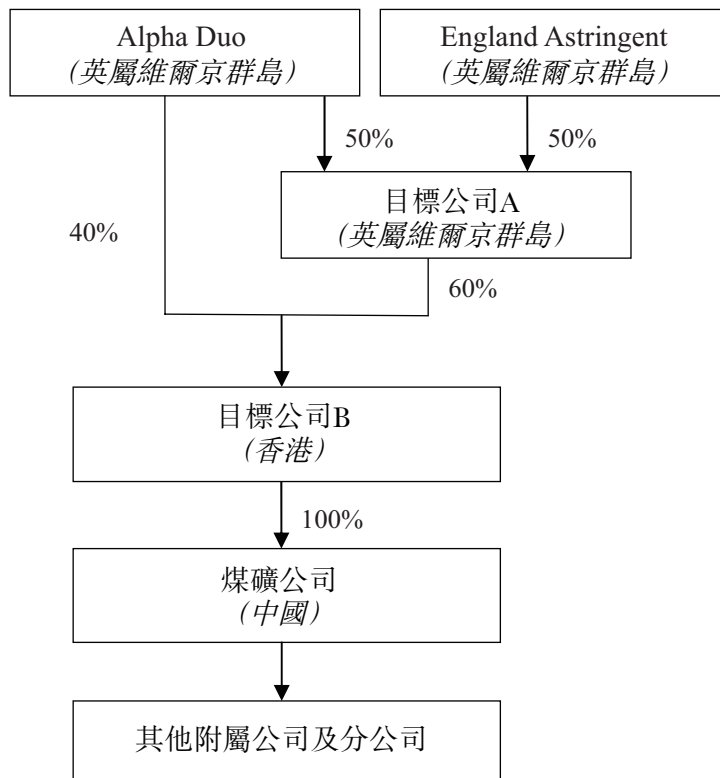 Alpha Duo
（英屬維爾京群島）
England Astringent
（英屬維爾京群島）
50%
50%
目標公司A
（英屬維爾京群島）
40%
60%
目標公司B
（香港）
100%
煤礦公司
（中國）
其他附屬公司及分公司